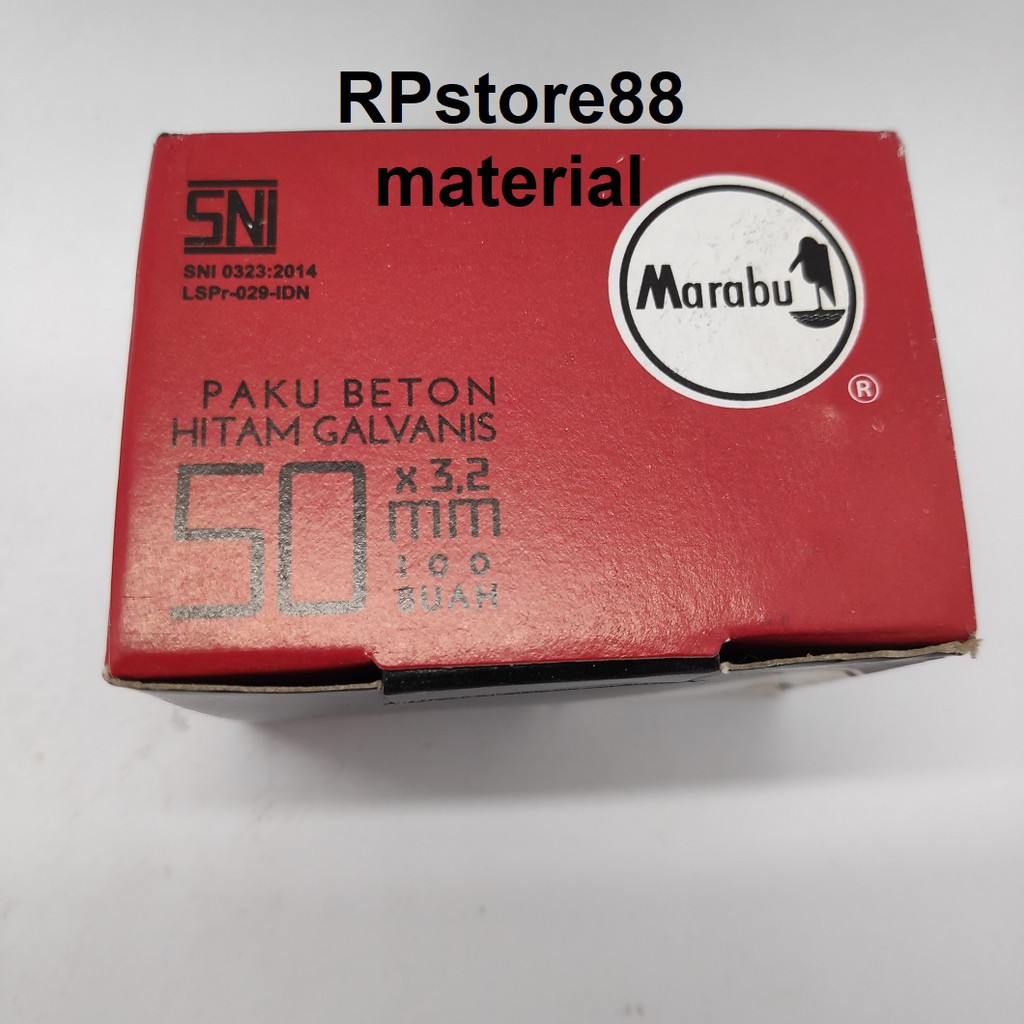 RPstore88
material
SNI
SNI 0323:2014
LSPr-029-IDN
Marabu
®
PAKU BETON
HITAM GALVANIS
50 x 3,2
mm
100
BUAH